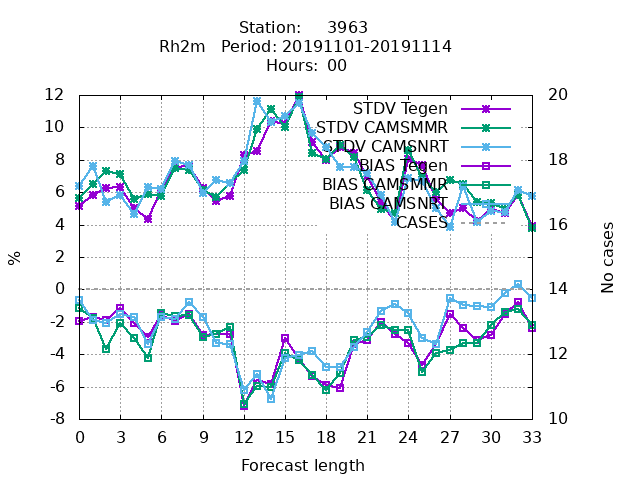 Station: 3963
Rh2m Period: 20191101-20191114
Hours: 00
12 20
STDV Tegen
STDV CAMSMMR
10
STDV CAMSNRT
8 18
BIAS Tegen
BIAS CAMSMMR
6
BIAS CAMSNRT
4 16
CASES
2
% No cases
0 14
-2
-4 12
-6
-8 10
0 3 6 9 12 15 18 21 24 27 30 33
Forecast length